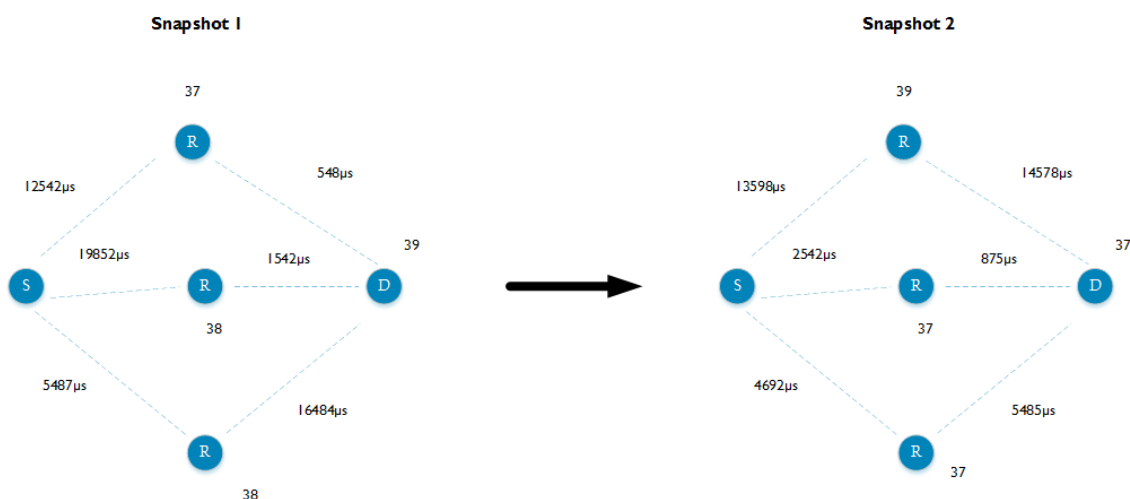 Snapshot 1
Snapshot 2
37
39
R
R
12542µs
548µs
13598µs
14578µs
19852µs
1542µs
39
2542µs
875µs
37
S
R
D
S
R
D
38
37
5487µs
16484µs
4692µs
5485µs
R
R
38
37